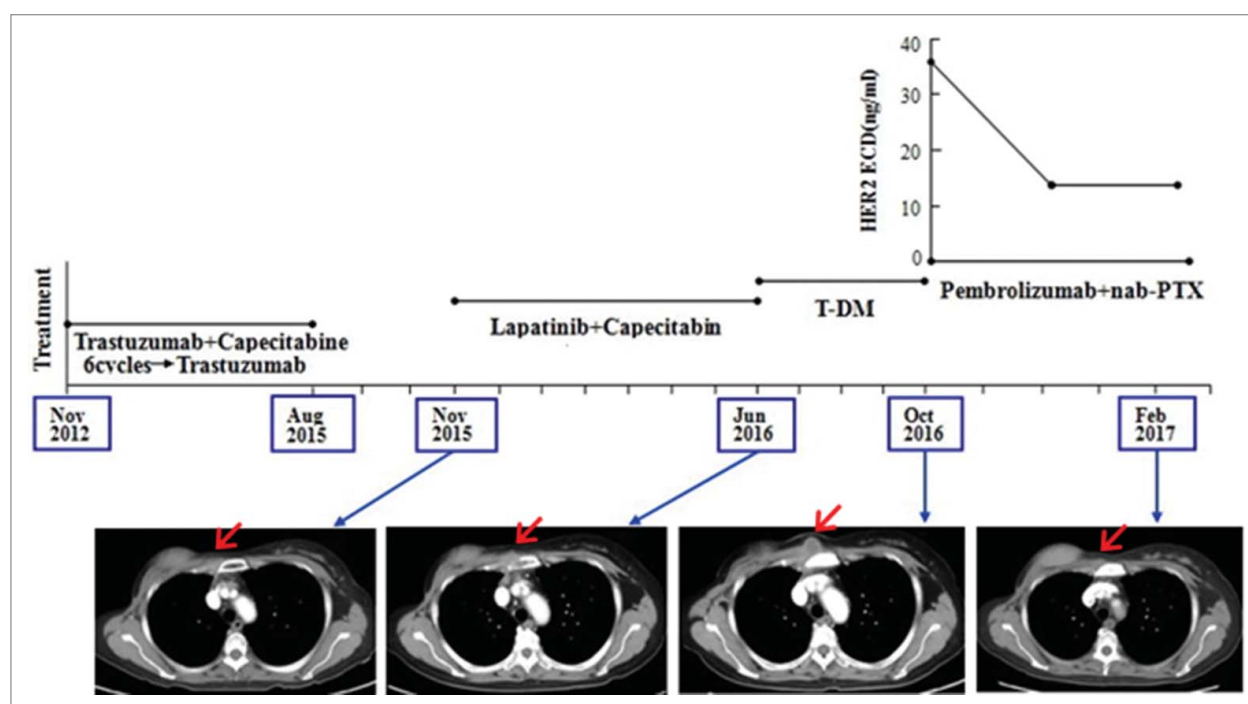 40
30
20
10
0
HER2 ECD(ng/ml)
Pembrolizumab+nab-PTX
T-DM
Lapatinib+Capecitabin
Treatment
Trastuzumab+Capecitabine
6cycles→Trastuzumab
Nov
2012
Aug
2015
Nov
2015
Jun
2016
Oct
2016
Feb
2017